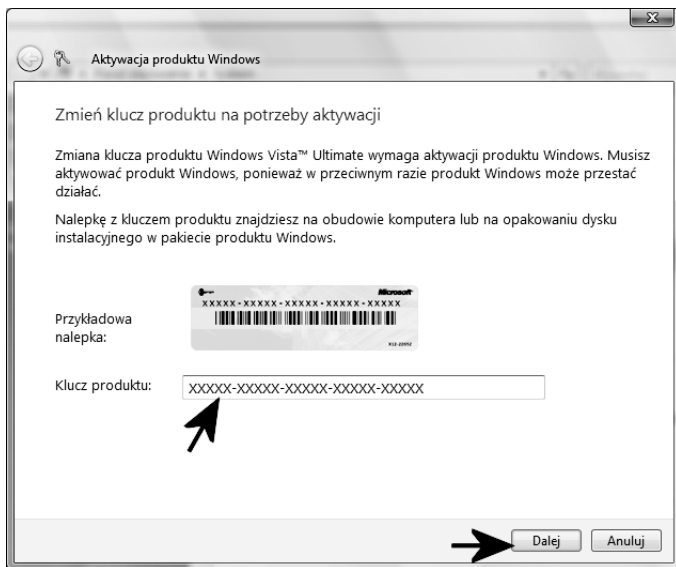 Aktywacja produktu Windows
Zmień klucz produktu na potrzeby aktywacji
Zmiana klucza produktu Windows Vista™ Ultimate wymaga aktywacji produktu Windows. Musisz
aktywować produkt Windows, ponieważ w przeciwnym razie produkt Windows może przestać
działać.
Nalepkę z kluczem produktu znajdziesz na obudowie komputera lub na opakowaniu dysku
instalacyjnego w pakiecie produktu Windows.
Microsoft
XXXXX-XXXXX-XXXXX-XXXXX-XXXXX
Przykładowa
nalepka:
Klucz produktu:
XXXXX-XXXXX-XXXXX-XXXXX-XXXXX
Dalej
Anuluj